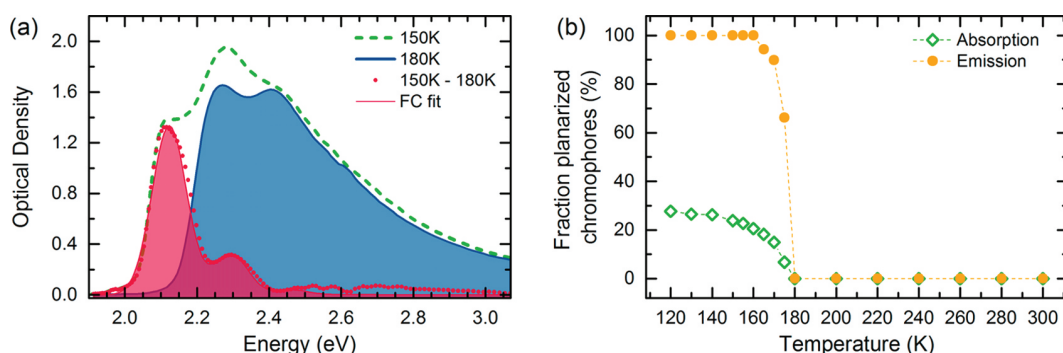 (a)
150K
180K
150K - 180K
FC fit
Optical Density
2.0
1.6
1.2
0.8
0.4
0.0
2.0 2.2 2.4 2.6 2.8 3.0
Energy (eV)
(b)
Absorption
Emission
Fraction planarized
chromophores (%)
100
80
60
40
20
0
120 140 160 180 200 220 240 260 280 300
Temperature (K)